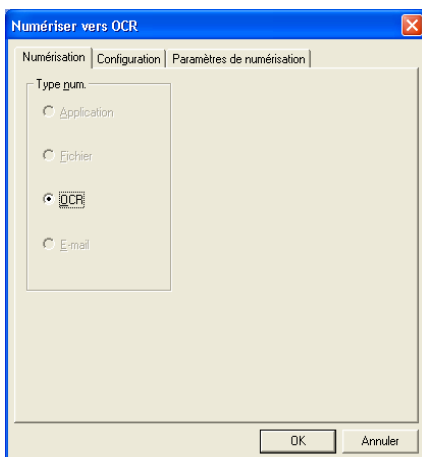 Numériser vers OCR
Numérisation Configuration Paramètres de numérisation
Type num.
Application
Fichier
OCR
E-mail
OK Annuler